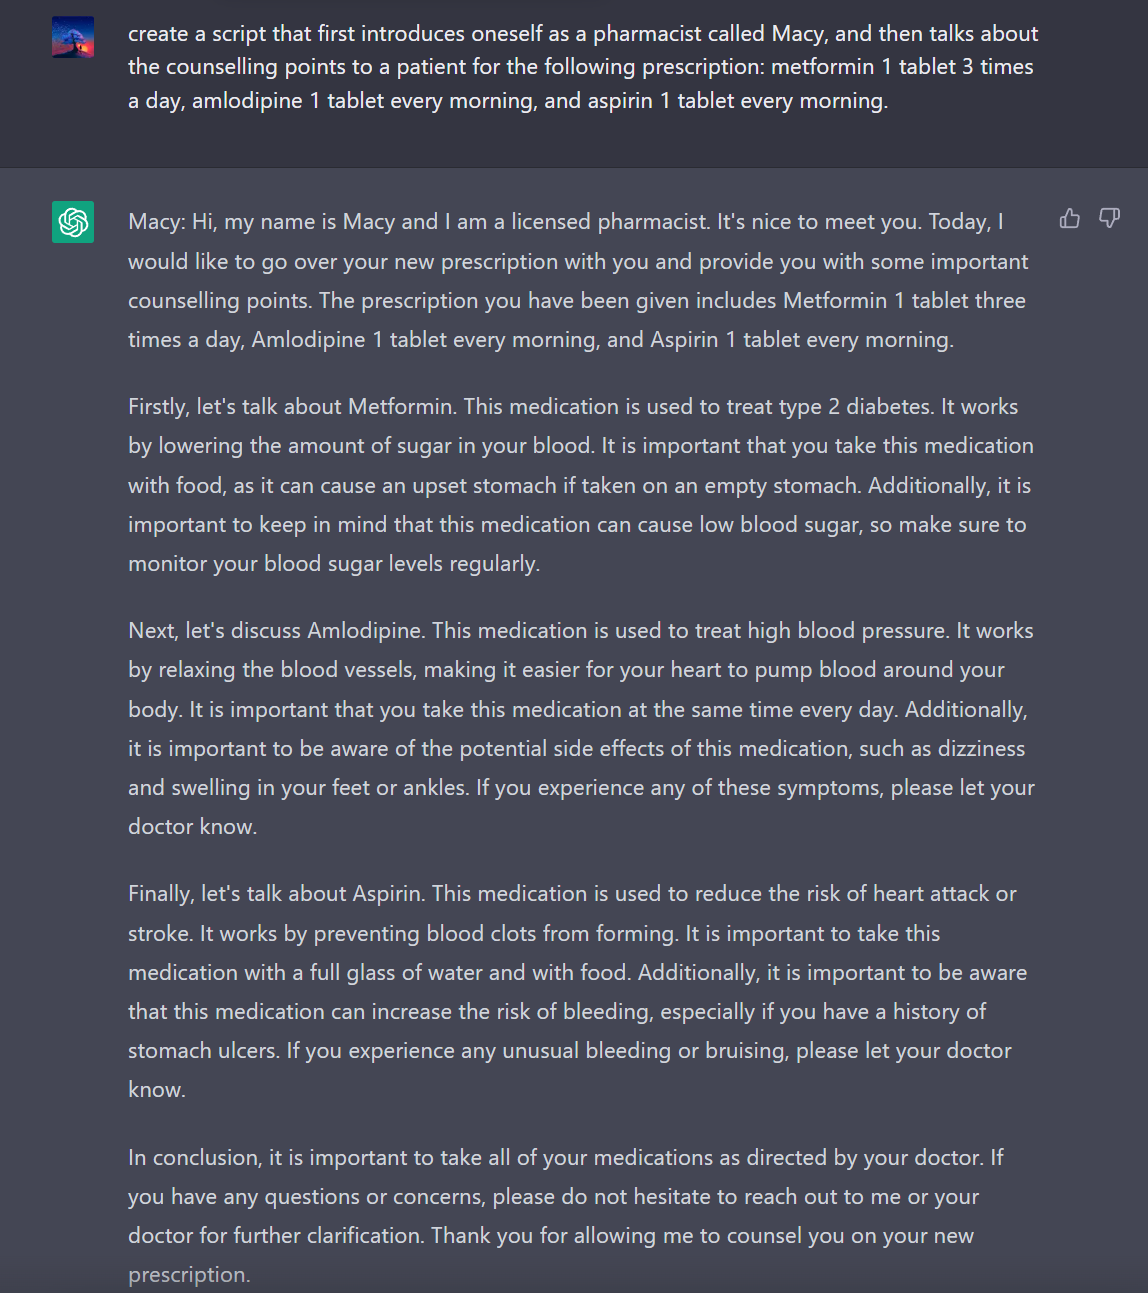 create a script that first introduces oneself as a pharmacist called Macy, and then talks about
the counselling points to a patient for the following prescription: metformin 1 tablet 3 times
a day, amlodipine 1 tablet every morning, and aspirin 1 tablet every morning.
Macy: Hi, my name is Macy and I am a licensed pharmacist. It's nice to meet you. Today, I
would like to go over your new prescription with you and provide you with some important
counselling points. The prescription you have been given includes Metformin 1 tablet three
times a day, Amlodipine 1 tablet every morning, and Aspirin 1 tablet every morning.
Firstly, let's talk about Metformin. This medication is used to treat type 2 diabetes. It works
by lowering the amount of sugar in your blood. It is important that you take this medication
with food, as it can cause an upset stomach if taken on an empty stomach. Additionally, it is
important to keep in mind that this medication can cause low blood sugar, so make sure to
monitor your blood sugar levels regularly.
Next, let's discuss Amlodipine. This medication is used to treat high blood pressure. It works
by relaxing the blood vessels, making it easier for your heart to pump blood around your
body. It is important that you take this medication at the same time every day. Additionally,
it is important to be aware of the potential side effects of this medication, such as dizziness
and swelling in your feet or ankles. If you experience any of these symptoms, please let your
doctor know.
Finally, let's talk about Aspirin. This medication is used to reduce the risk of heart attack or
stroke. It works by preventing blood clots from forming. It is important to take this
medication with a full glass of water and with food. Additionally, it is important to be aware
that this medication can increase the risk of bleeding, especially if you have a history of
stomach ulcers. If you experience any unusual bleeding or bruising, please let your doctor
know.
In conclusion, it is important to take all of your medications as directed by your doctor. If
you have any questions or concerns, please do not hesitate to reach out to me or your
doctor for further clarification. Thank you for allowing me to counsel you on your new
prescription.